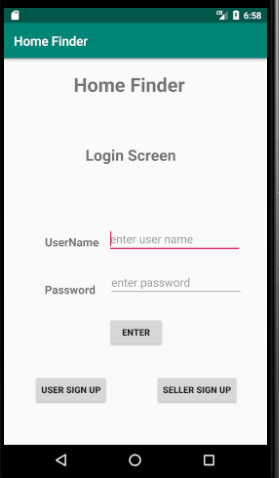 6:58
Home Finder
Home Finder
Login Screen
UserName enter user name
Password enter password
ENTER
USER SIGN UP SELLER SIGN UP